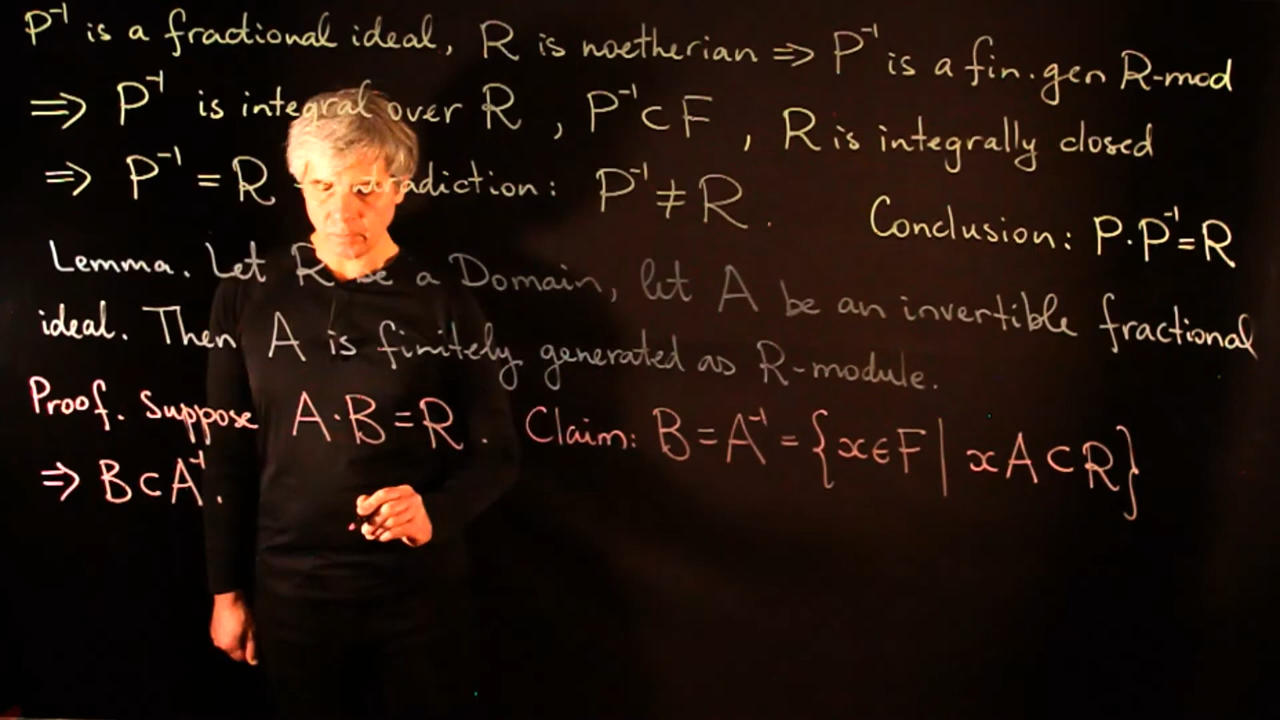 P⁻¹ is a fractional ideal, R is noetherian ⇒ P⁻¹ is a fin. gen R-mod
⇒ P⁻¹ is integral over R, P⁻¹ ⊂ F, R is integrally closed
⇒ P⁻¹ = R - contradiction: P⁻¹ ≠ R.
Conclusion: P·P⁻¹=R
Lemma. Let R be a Domain, let A be an invertible fractional
ideal. Then A is finitely generated as R-module.
Proof. Suppose A·B=R. Claim: B=A⁻¹={x∈F | xA⊂R}
⇒ B⊂A⁻¹.